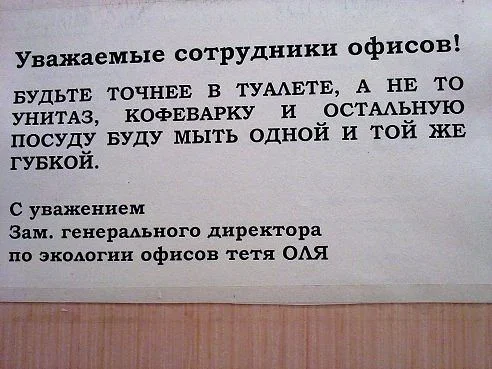 Уважаемые сотрудники офисов!
БУДЬТЕ ТОЧНЕЕ В ТУАЛЕТЕ, А НЕ ТО
УНИТАЗ, КОФЕВАРКУ И ОСТАЛЬНУЮ
ПОСУДУ БУДУ МЫТЬ ОДНОЙ И ТОЙ ЖЕ
ГУБКОЙ.
С уважением
Зам. генерального директора
по экологии офисов тетя ОЛЯ